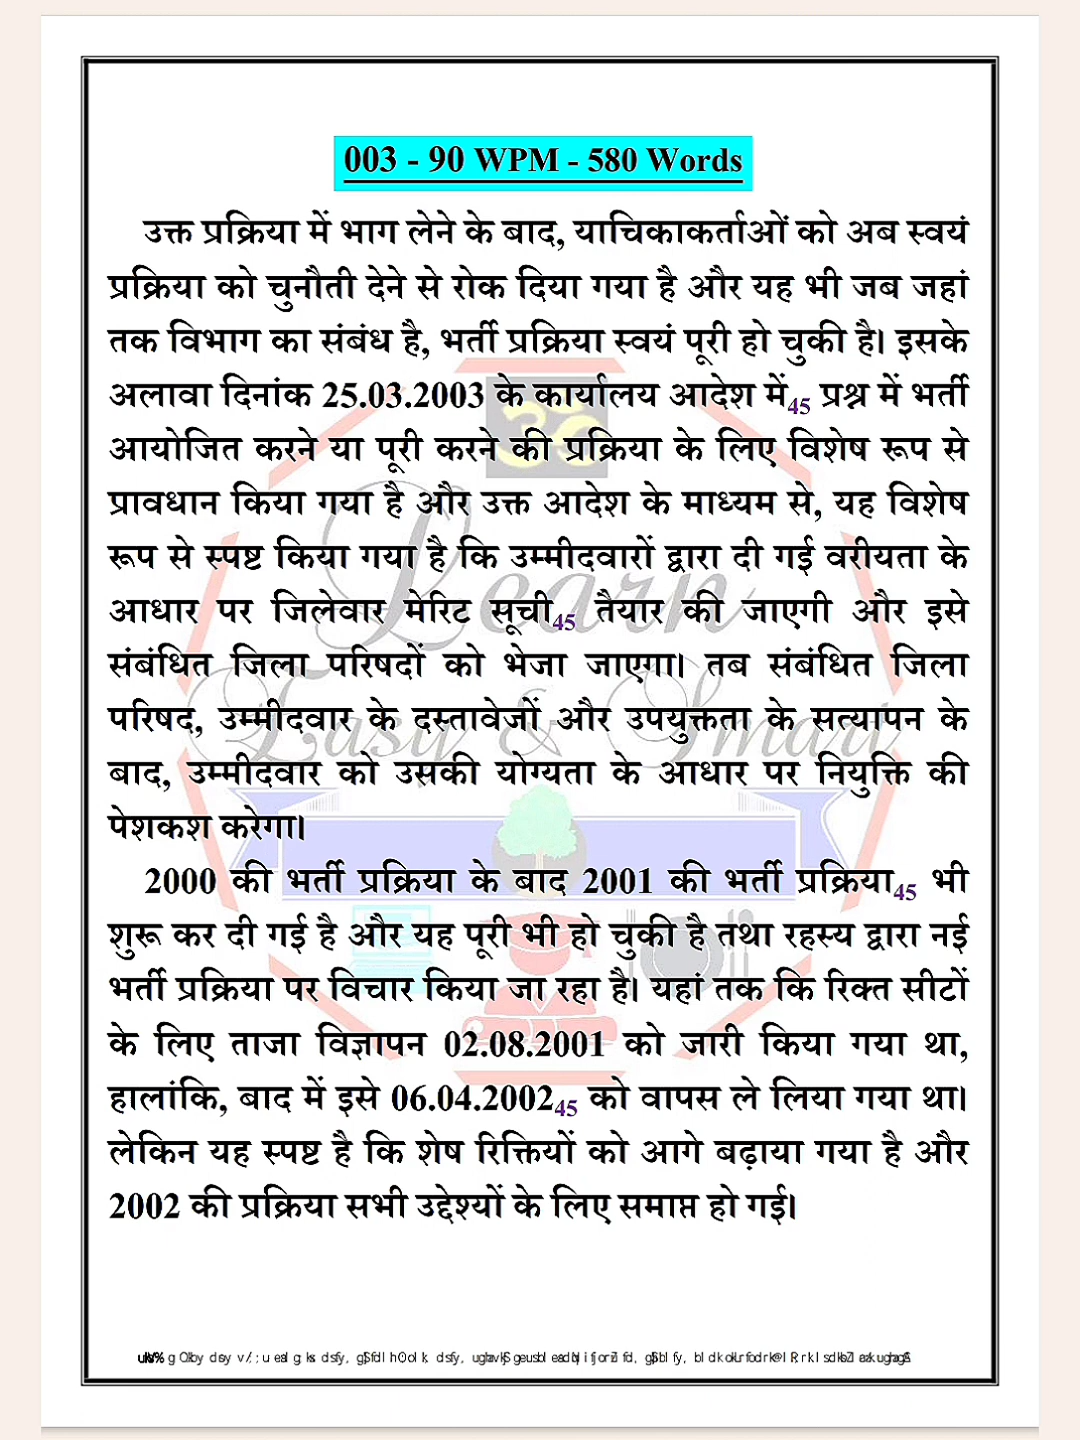 003 - 90 WPM - 580 Words
उक्त प्रक्रिया में भाग लेने के बाद, याचिकाकर्ताओं को अब स्वयं
प्रक्रिया को चुनौती देने से रोक दिया गया है और यह भी जब जहां
तक विभाग का संबंध है, भर्ती प्रक्रिया स्वयं पूरी हो चुकी है। इसके
अलावा दिनांक 25.03.2003 के कार्यालय आदेश में45 प्रश्न में भर्ती
आयोजित करने या पूरी करने की प्रक्रिया के लिए विशेष रूप से
प्रावधान किया गया है और उक्त आदेश के माध्यम से, यह विशेष
रूप से स्पष्ट किया गया है कि उम्मीदवारों द्वारा दी गई वरीयता के
आधार पर जिलेवार मेरिट सूची45 तैयार की जाएगी और इसे
संबंधित जिला परिषदों को भेजा जाएगा। तब संबंधित जिला
परिषद, उम्मीदवार के दस्तावेजों और उपयुक्तता के सत्यापन के
बाद, उम्मीदवार को उसकी योग्यता के आधार पर नियुक्ति की
पेशकश करेगा।
2000 की भर्ती प्रक्रिया के बाद 2001 की भर्ती प्रक्रिया45 भी
शुरू कर दी गई है और यह पूरी भी हो चुकी है तथा रहस्य द्वारा नई
भर्ती प्रक्रिया पर विचार किया जा रहा है। यहां तक कि रिक्त सीटों
के लिए ताजा विज्ञापन 02.08.2001 को जारी किया गया था,
हालांकि, बाद में इसे 06.04.200245 को वापस ले लिया गया था।
लेकिन यह स्पष्ट है कि शेष रिक्तियों को आगे बढ़ाया गया है और
2002 की प्रक्रिया सभी उद्देश्यों के लिए समाप्त हो गई।
ॐ
Learn
Easy & Smart